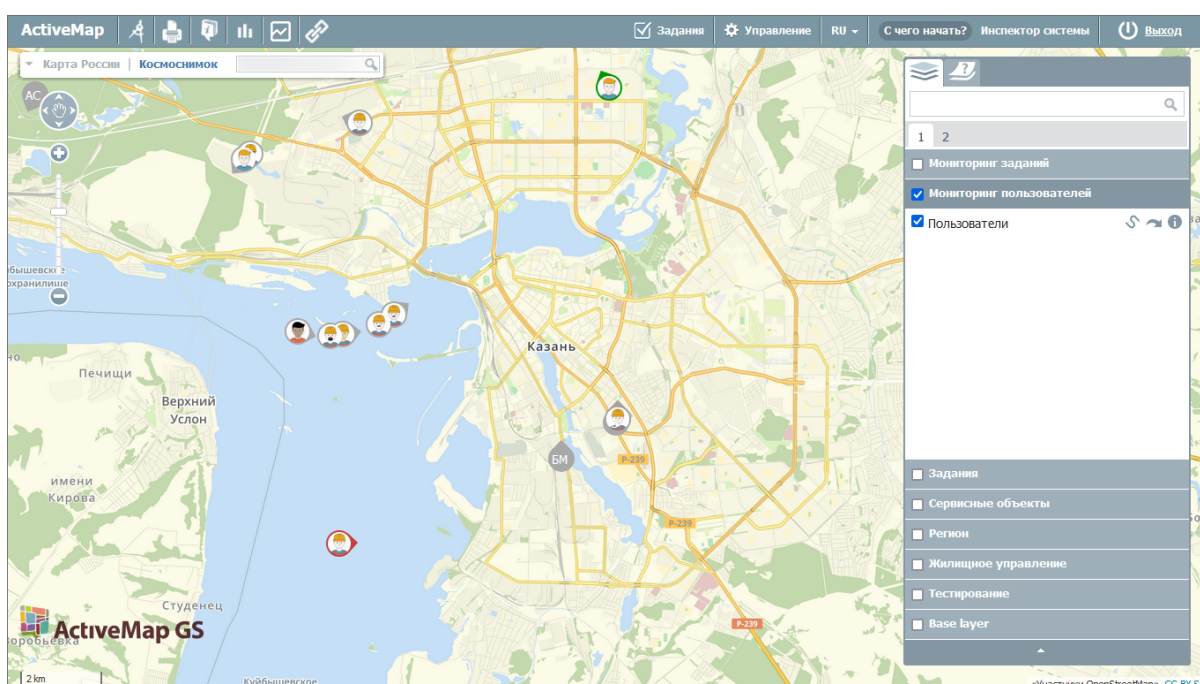 ActiveMap
Задания
Управление
RU
С чего начать?
Инспектор системы
Выход
Карта России | Космоснимок
АС
1 2
Мониторинг заданий
Мониторинг пользователей
Пользователи
Казань
Печищи
Верхний
Услон
БМ
Р-239
имени
Кирова
Р-239
Студенец
Р-239
ActiveMap GS
Куйбышевское
2 km
Задания
Сервисные объекты
Регион
Жилищное управление
Тестирование
Base layer